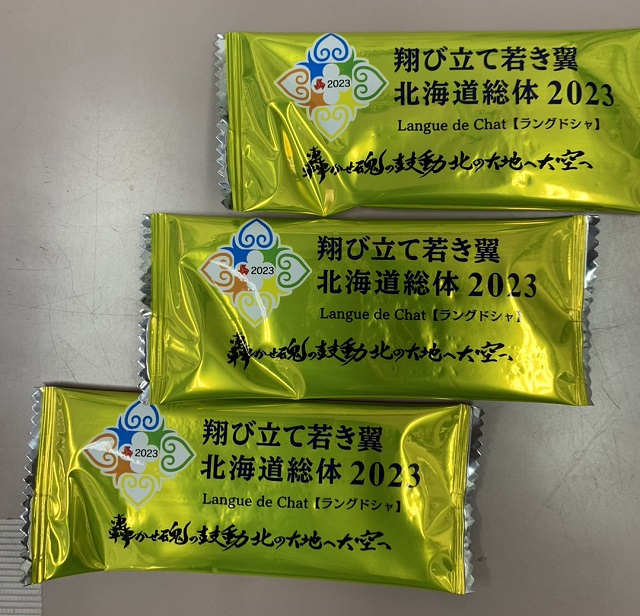 2023
翔び立て若き翼
北海道総体 2023
Langue de Chat【ラングドシャ】
轟かせ魂の鼓動北の大地へ大空へ
2023
翔び立て若き翼
北海道総体 2023
Langue de Chat【ラングドシャ】
轟かせ魂の鼓動北の大地へ大空へ
2023
翔び立て若き翼
北海道総体 2023
Langue de Chat【ラングドシャ】
轟かせ魂の鼓動北の大地へ大空へ